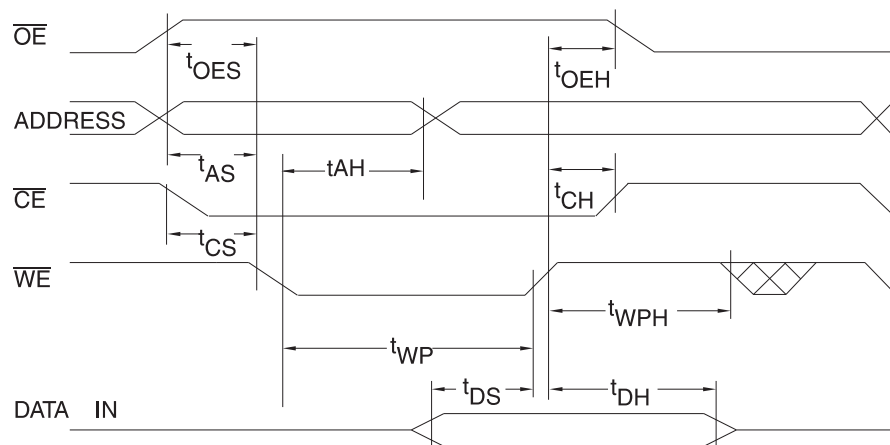 OE
tOES
tOEH
ADDRESS
tAS
tAH
tCH
CE
tCS
WE
tWPH
tWP
tDS
tDH
DATA IN